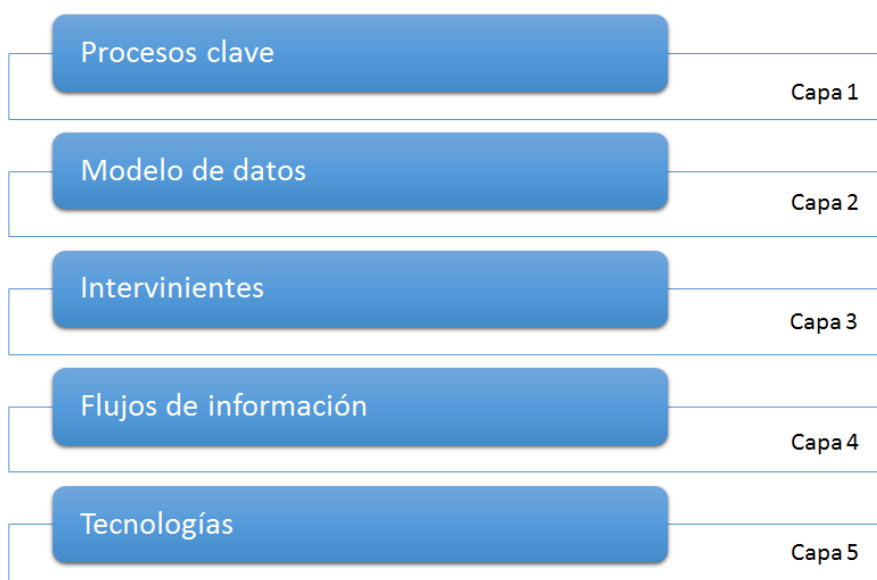 Procesos clave
Capa 1
Modelo de datos
Capa 2
Intervinientes
Capa 3
Flujos de información
Capa 4
Tecnologías
Capa 5